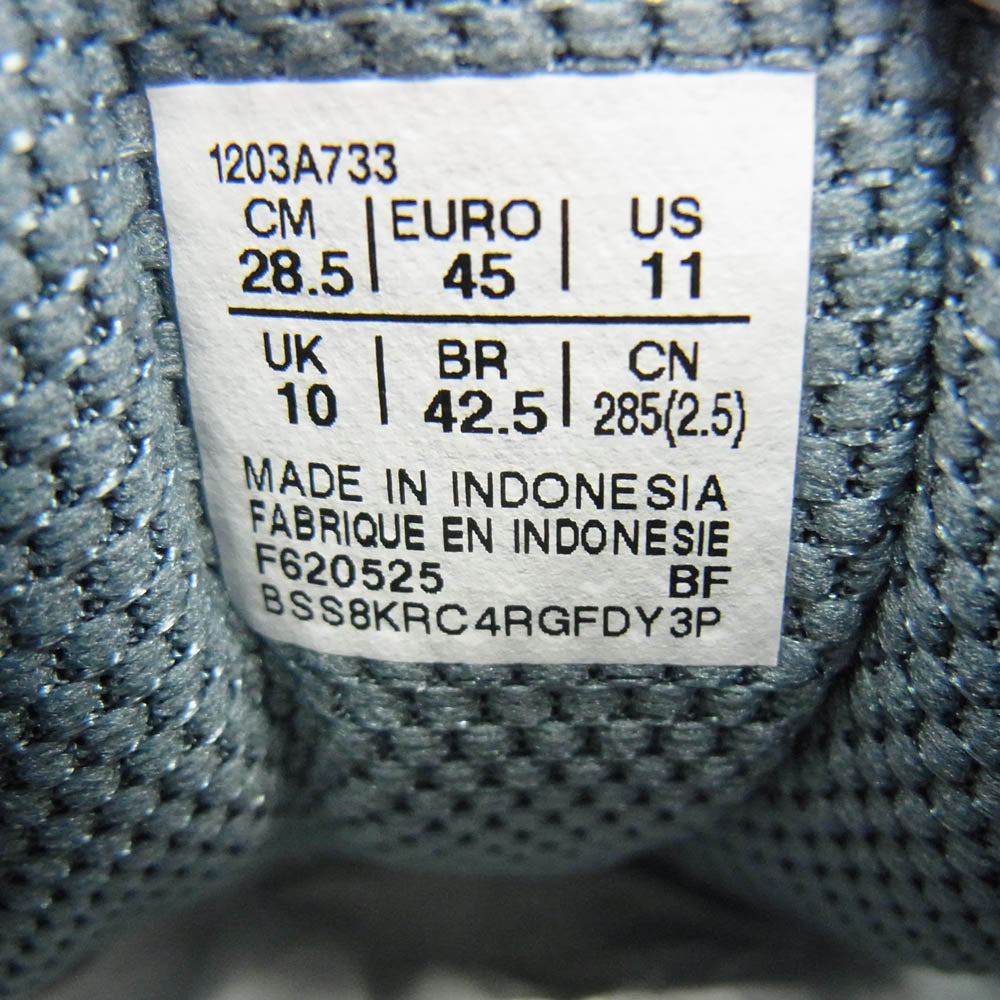 1203A733
CM | EURO | US
28.5 | 45 | 11
UK | BR | CN
10 | 42.5 | 285(2.5)
MADE IN INDONESIA
FABRIQUE EN INDONESIE
F620525 BF
BSS8KRC4RGFDY3P